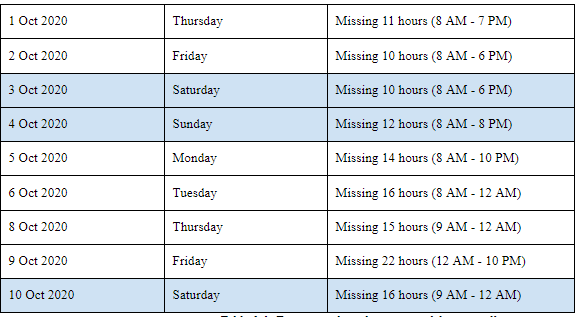 1 Oct 2020 Thursday Missing 11 hours (8 AM - 7 PM)
2 Oct 2020 Friday Missing 10 hours (8 AM - 6 PM)
3 Oct 2020 Saturday Missing 10 hours (8 AM - 6 PM)
4 Oct 2020 Sunday Missing 12 hours (8 AM - 8 PM)
5 Oct 2020 Monday Missing 14 hours (8 AM - 10 PM)
6 Oct 2020 Tuesday Missing 16 hours (8 AM - 12 AM)
8 Oct 2020 Thursday Missing 15 hours (9 AM - 12 AM)
9 Oct 2020 Friday Missing 22 hours (12 AM - 10 PM)
10 Oct 2020 Saturday Missing 16 hours (9 AM - 12 AM)